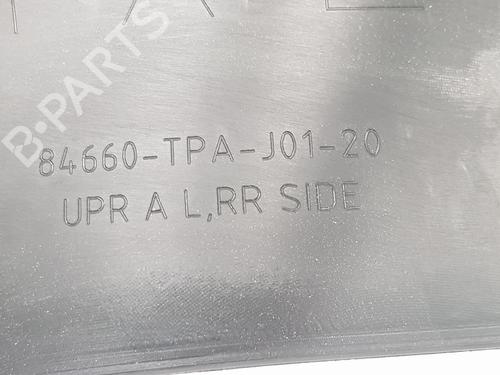 B-PARTS
84660-TPA-J01-20
UPR A L,RR SIDE